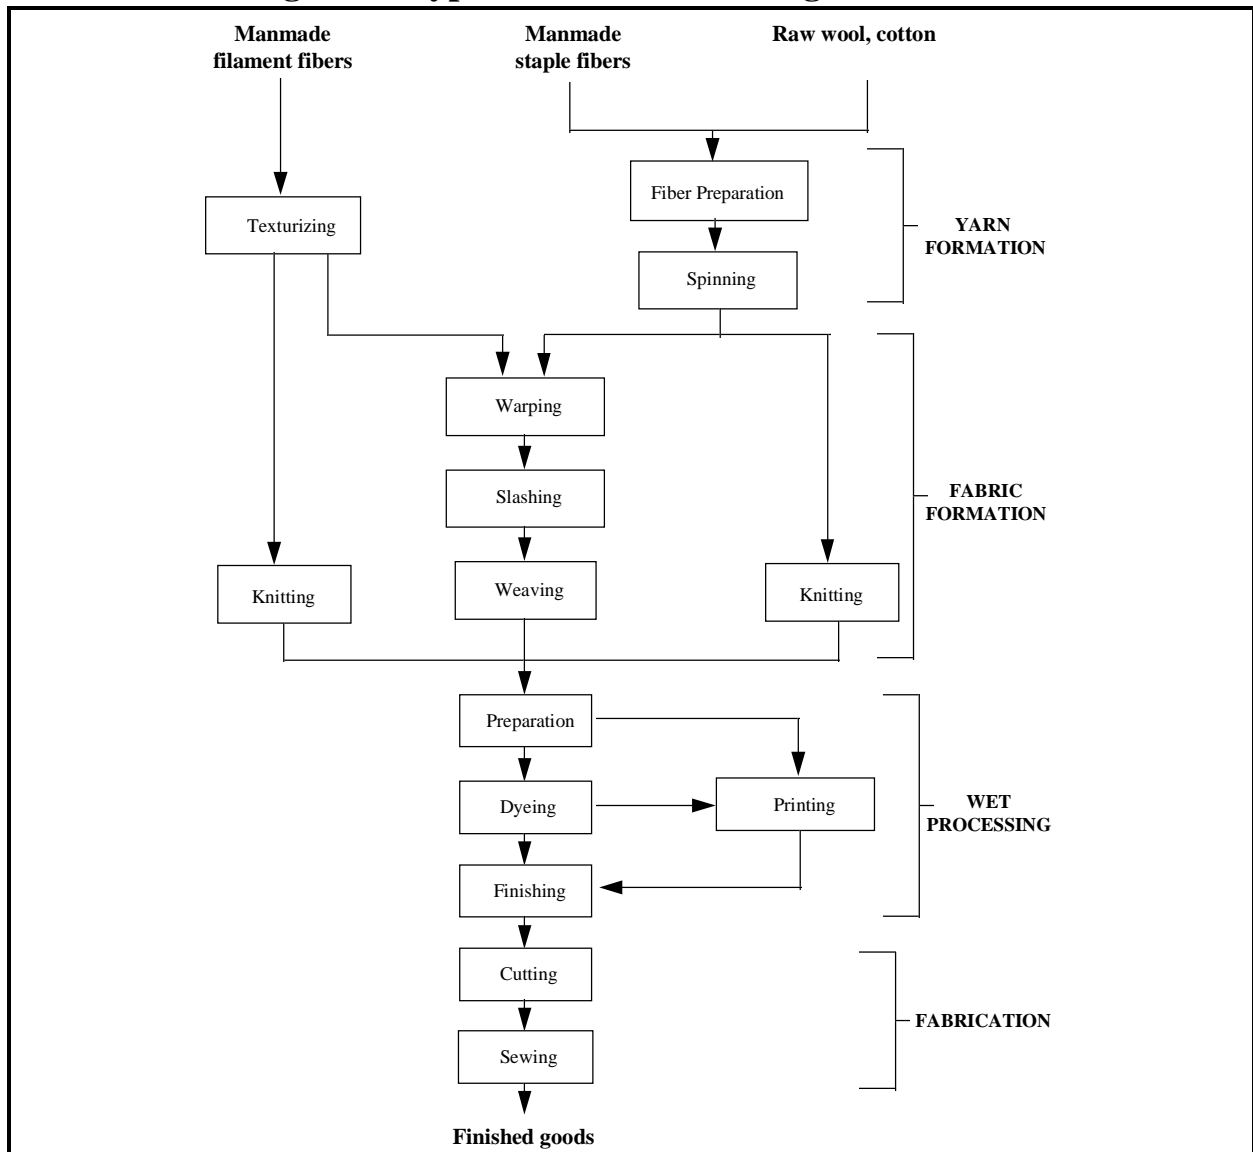 Manmade
filament fibers
Manmade
staple fibers
Raw wool, cotton
Fiber Preparation
Texturizing
YARN
FORMATION
Spinning
Warping
Slashing
FABRIC
FORMATION
Knitting
Weaving
Knitting
Preparation
Dyeing
Printing
WET
PROCESSING
Finishing
Cutting
FABRICATION
Sewing
Finished goods